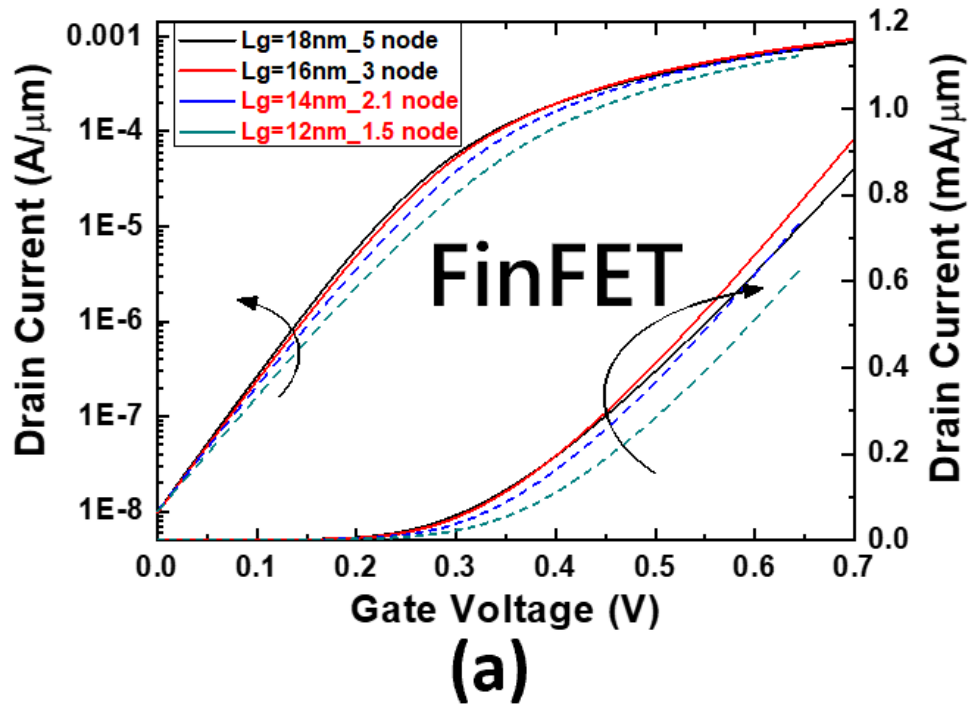 Lg=18nm_5 node
Lg=16nm_3 node
Lg=14nm_2.1 node
Lg=12nm_1.5 node
0.001
1E-4
1E-5
1E-6
1E-7
1E-8
Drain Current (A/μm)
FinFET
1.2
1.0
0.8
0.6
0.4
0.2
0.0
Drain Current (mA/μm)
0.0 0.1 0.2 0.3 0.4 0.5 0.6 0.7
Gate Voltage (V)
(a)